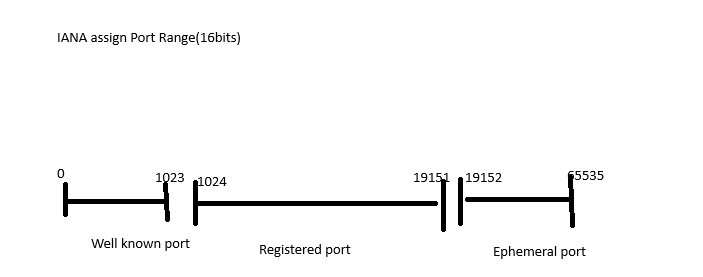 IANA assign Port Range(16bits)
0
1023
1024
19151
19152
65535
Well known port
Registered port
Ephemeral port